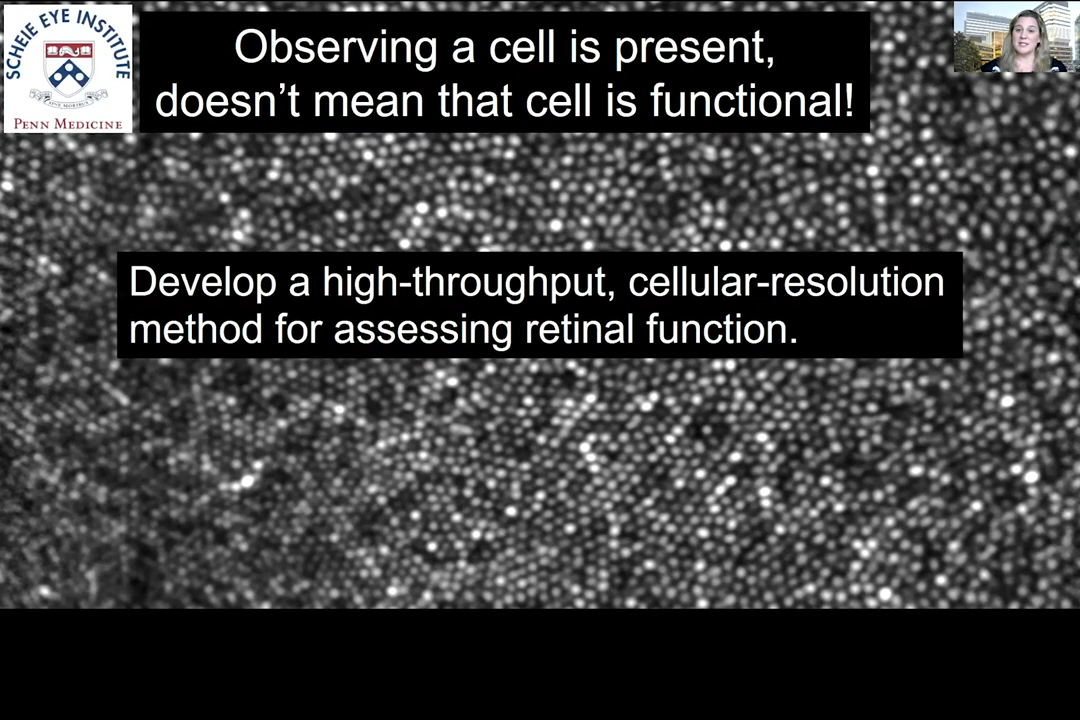 SCHEIE EYE INSTITUTE
PENN MEDICINE
Observing a cell is present,
doesn't mean that cell is functional!
Develop a high-throughput, cellular-resolution
method for assessing retinal function.